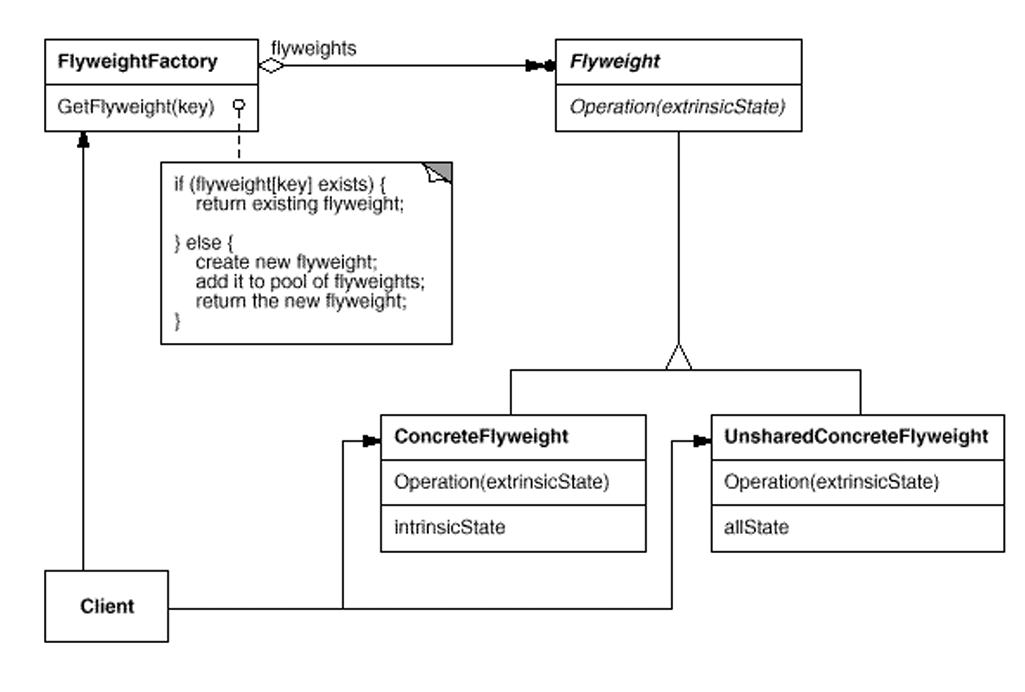 FlyweightFactory
GetFlyweight(key)
flyweights
Flyweight
Operation(extrinsicState)
if (flyweight[key] exists) {
return existing flyweight;
} else {
create new flyweight;
add it to pool of flyweights;
return the new flyweight;
}
ConcreteFlyweight
Operation(extrinsicState)
intrinsicState
UnsharedConcreteFlyweight
Operation(extrinsicState)
allState
Client